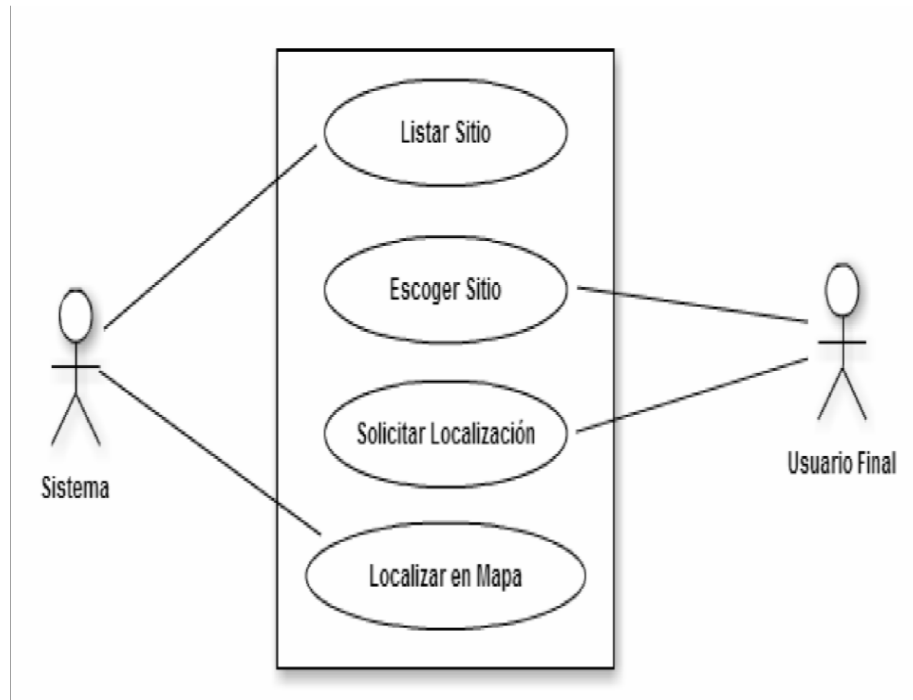 Listar Sitio
Escoger Sitio
Solicitar Localización
Usuario Final
Sistema
Localizar en Mapa